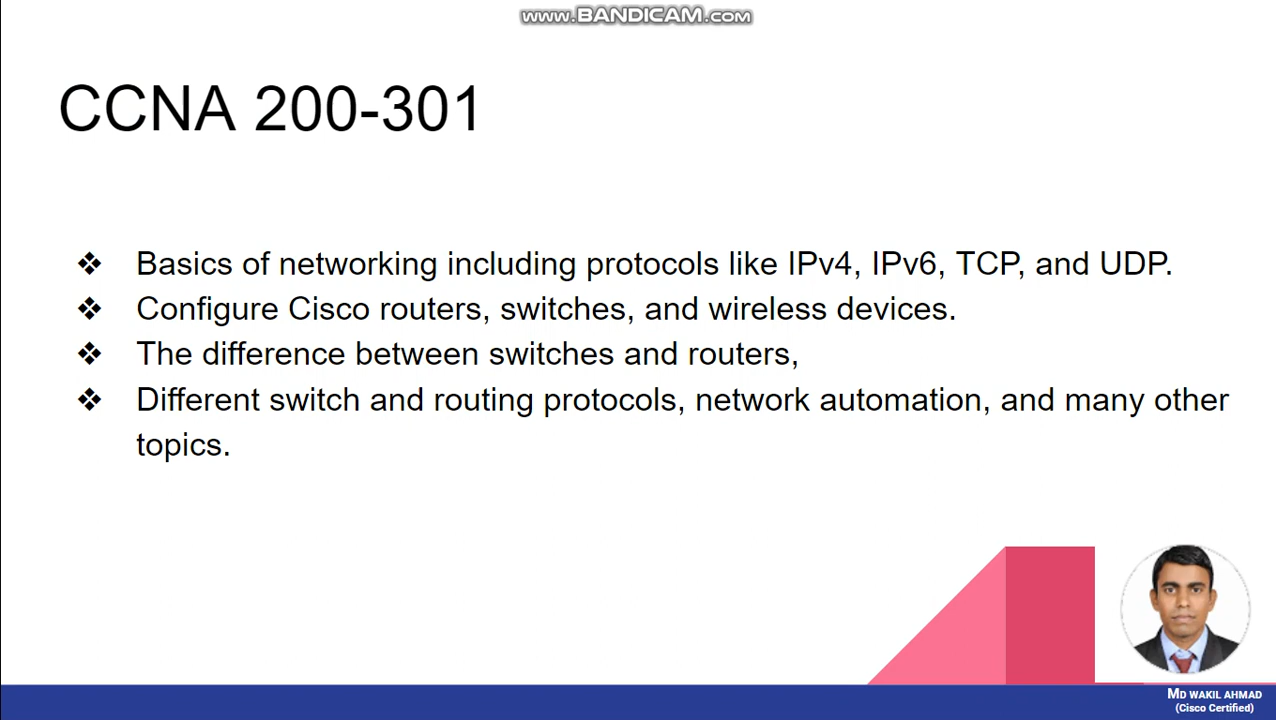 www.BANDICAM.com
CCNA 200-301
❖ Basics of networking including protocols like IPv4, IPv6, TCP, and UDP.
❖ Configure Cisco routers, switches, and wireless devices.
❖ The difference between switches and routers,
❖ Different switch and routing protocols, network automation, and many other
topics.
MD WAKIL AHMAD
(Cisco Certified)